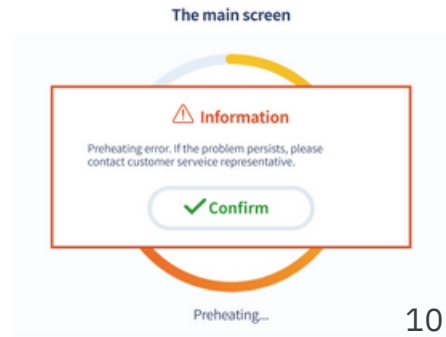 The main screen
Information
Preheating error. If the problem persists, please
contact customer serveice representative.
Confirm
Preheating...
10